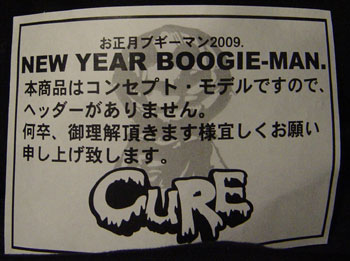 お正月ブギーマン2009.
NEW YEAR BOOGIE-MAN.
本商品はコンセプト・モデルですので、
ヘッダーがありません。
何卒、御理解頂きます様宜しくお願い
申し上げ致します。
CURE